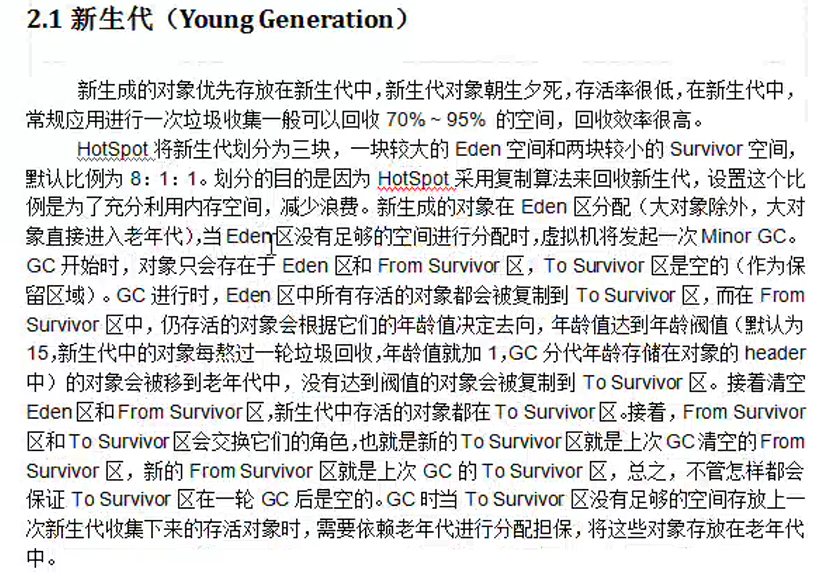 2.1 新生代（Young Generation）
新生成的对象优先存放在新生代中，新生代对象朝生夕死，存活率很低，在新生代中，
常规应用进行一次垃圾收集一般可以回收 70% ~ 95% 的空间，回收效率很高。
HotSpot 将新生代划分为三块，一块较大的 Eden 空间和两块较小的 Survivor 空间，
默认比例为 8：1：1。划分的目的是因为 HotSpot 采用复制算法来回收新生代，设置这个比
例是为了充分利用内存空间，减少浪费。新生成的对象在 Eden 区分配（大对象除外，大对
象直接进入老年代），当 Eden 区没有足够的空间进行分配时，虚拟机将发起一次 Minor GC。
GC 开始时，对象只会存在于 Eden 区和 From Survivor 区，To Survivor 区是空的（作为保
留区域）。GC 进行时，Eden 区中所有存活的对象都会被复制到 To Survivor 区，而在 From
Survivor 区中，仍存活的对象会根据它们的年龄值决定去向，年龄值达到年龄阀值（默认为
15，新生代中的对象每熬过一轮垃圾回收，年龄值就加 1，GC 分代年龄存储在对象的 header
中）的对象会被移到老年代中，没有达到阀值的对象会被复制到 To Survivor 区。接着清空
Eden 区和 From Survivor 区，新生代中存活的对象都在 To Survivor 区。接着，From Survivor
区和 To Survivor 区会交换它们的角色，也就是新的 To Survivor 区就是上次 GC 清空的 From
Survivor 区，新的 From Survivor 区就是上次 GC 的 To Survivor 区，总之，不管怎样都会
保证 To Survivor 区在一轮 GC 后是空的。GC 时当 To Survivor 区没有足够的空间存放上一
次新生代收集下来的存活对象时，需要依赖老年代进行分配担保，将这些对象存放在老年代
中。